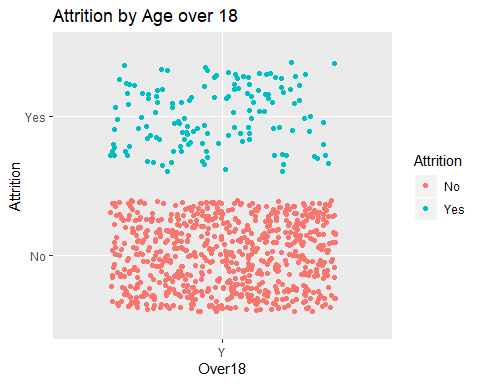 Attrition by Age over 18
Attrition
Yes
No
Y
Over18
Attrition
No
Yes